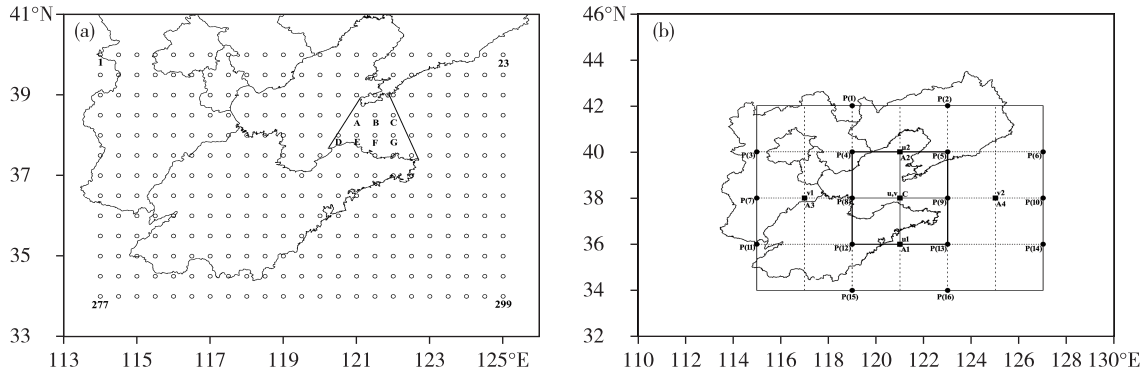 41°N
(a)
1
23
39
A B C
D E F G
37
35
277
299
33
113 115 117 119 121 123 125°E
46°N
(b)
44
42
P(1) P(2)
40
P(3) P(4) u2 A2 P(5) P(6)
38
P(7) v1 A3 P(8) u,v C P(9) v2 A4 P(10)
36
P(11) P(12) u1 A1 P(13) P(14)
34
P(15) P(16)
32
110 112 114 116 118 120 122 124 126 128 130°E